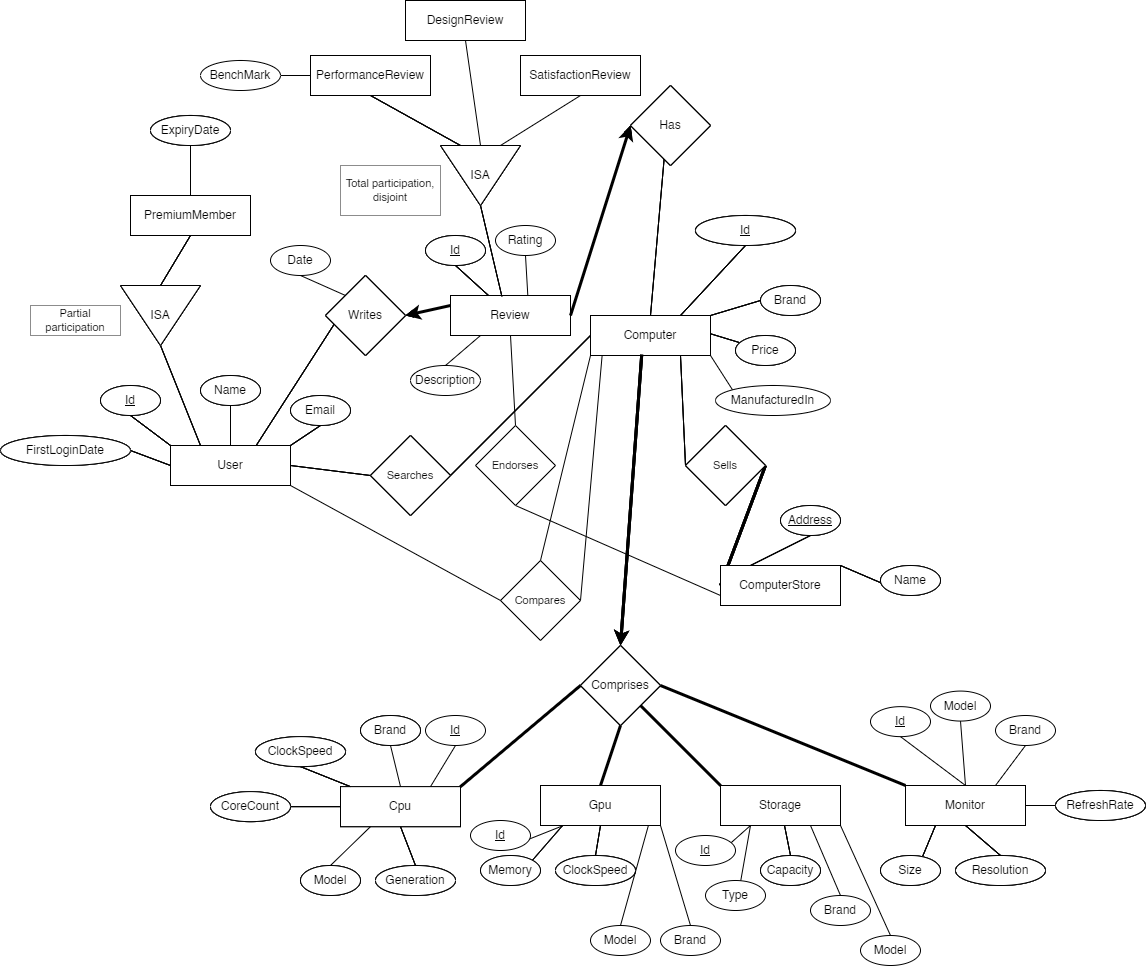 DesignReview
BenchMark
PerformanceReview
SatisfactionReview
ExpiryDate
Has
ISA
Total participation,
disjoint
PremiumMember
Id
Rating
Id
Date
Brand
Partial
participation
ISA
Writes
Review
Computer
Price
Description
ManufacturedIn
Id
Name
Email
FirstLoginDate
User
Searches
Endorses
Sells
Address
ComputerStore
Name
Compares
Comprises
Id
Model
Brand
ClockSpeed
Brand
Id
CoreCount
Cpu
Gpu
Storage
Monitor
RefreshRate
Id
Id
Model
Generation
Memory
ClockSpeed
Type
Capacity
Size
Resolution
Brand
Model
Brand
Model